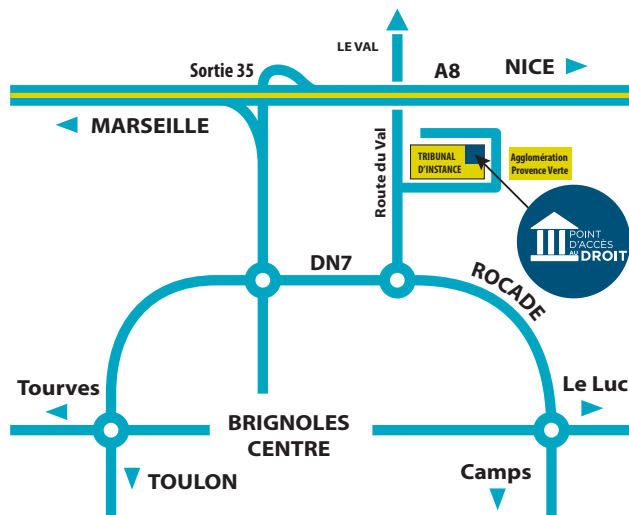 LE VAL
Sortie 35
A8
NICE
MARSEILLE
Route du Val
TRIBUNAL
D'INSTANCE
Agglomération
Provence Verte
POINT
D'ACCÈS
AU DROIT
DN7
ROCADE
Tourves
Le Luc
BRIGNOLES
CENTRE
TOULON
Camps